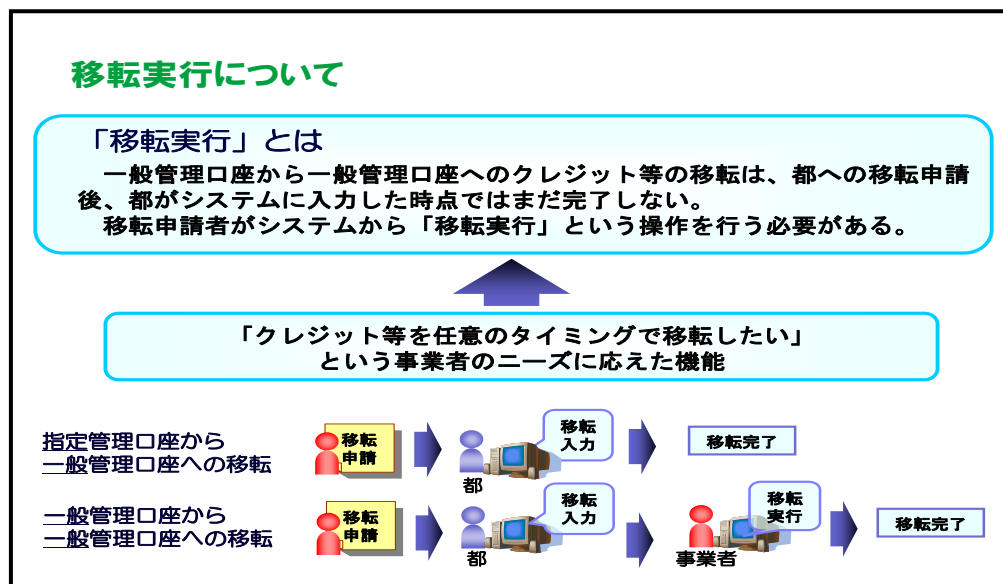 移転実行について
「移転実行」とは
一般管理口座から一般管理口座へのクレジット等の移転は、都への移転申請
後、都がシステムに入力した時点ではまだ完了しない。
移転申請者がシステムから「移転実行」という操作を行う必要がある。
「クレジット等を任意のタイミングで移転したい」
という事業者のニーズに応えた機能
指定管理口座から
一般管理口座への移転
移転
申請
都
移転
入力
移転完了
一般管理口座から
一般管理口座への移転
移転
申請
都
移転
入力
事業者
移転
実行
移転完了